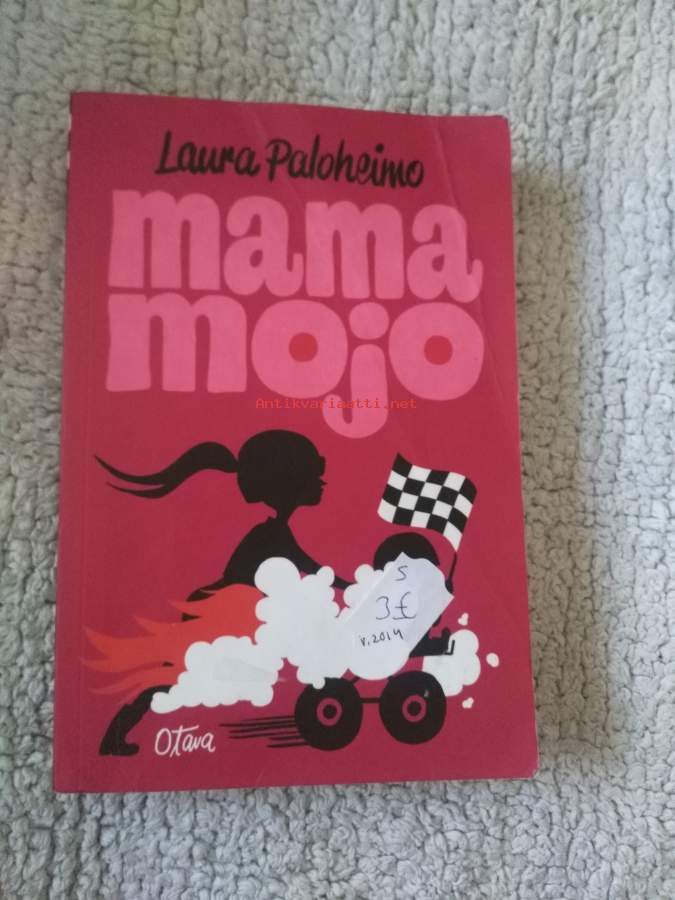 Laura Paloheimo
mama
mojo
Antikvariaatti.net
S
3£
v.2014
Otava